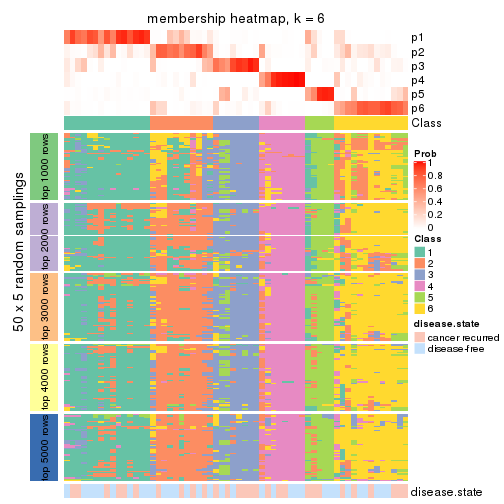 membership heatmap, k = 6
p1
p2
p3
p4
p5
p6
Class
50 x 5 random samplings
top 1000 rows
top 2000 rows
top 3000 rows
top 4000 rows
top 5000 rows
Prob
1
0.8
0.6
0.4
0.2
0
Class
1
2
3
4
5
6
disease.state
cancer recurred
disease-free
disease.state